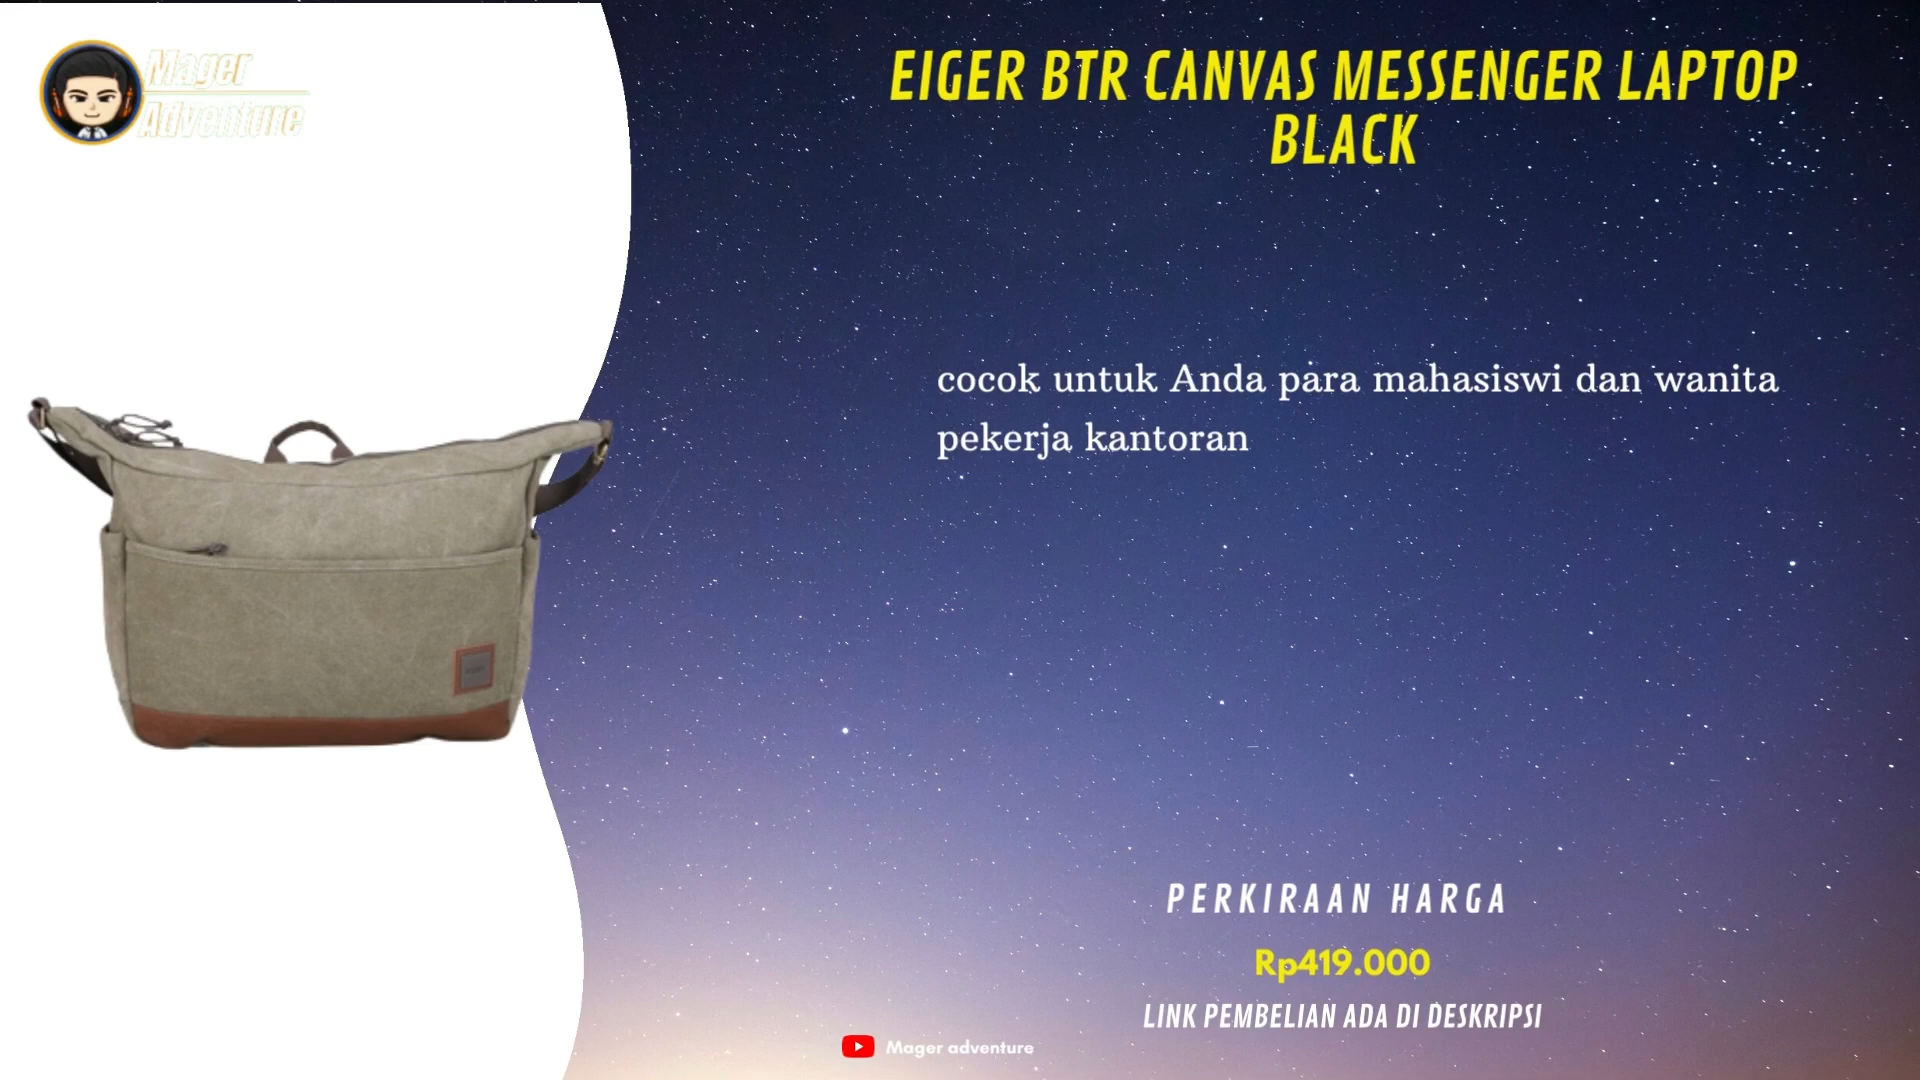 Mager
Adventure
EIGER BTR CANVAS MESSENGER LAPTOP
BLACK
cocok untuk Anda para mahasiswi dan wanita
pekerja kantoran
PERKIRAAN HARGA
Rp419.000
LINK PEMBELIAN ADA DI DESKRIPSI
Mager adventure